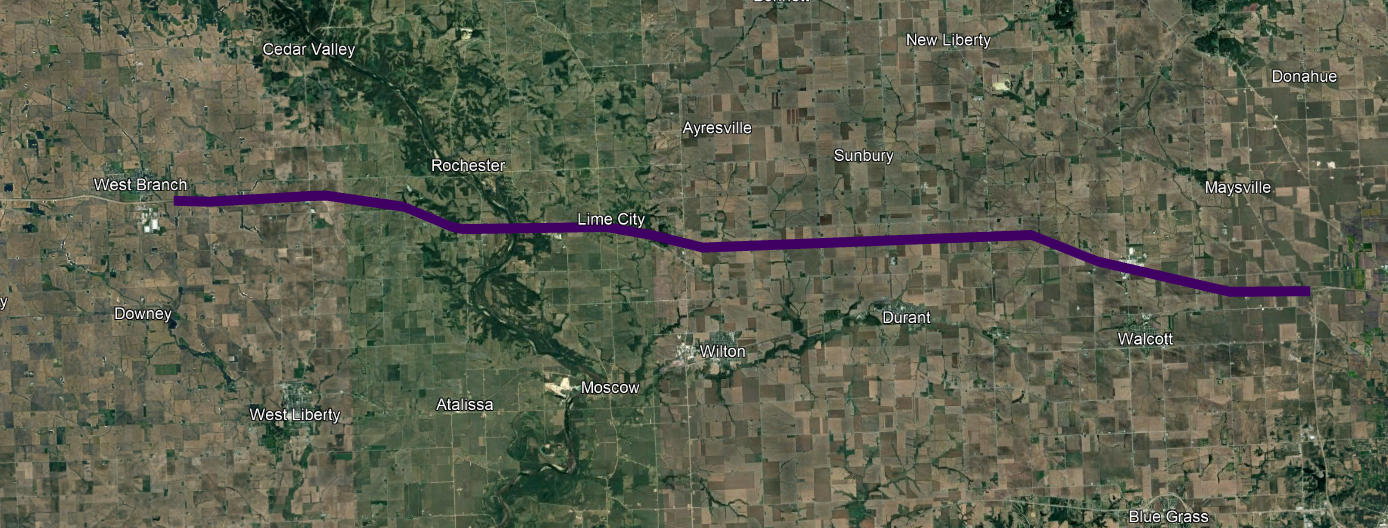 Cedar Valley
New Liberty
Donahue
Ayresville
Sunbury
Rochester
West Branch
Maysville
Lime City
Downey
Durant
Walcott
Wilton
Moscow
Atalissa
West Liberty
Blue Grass